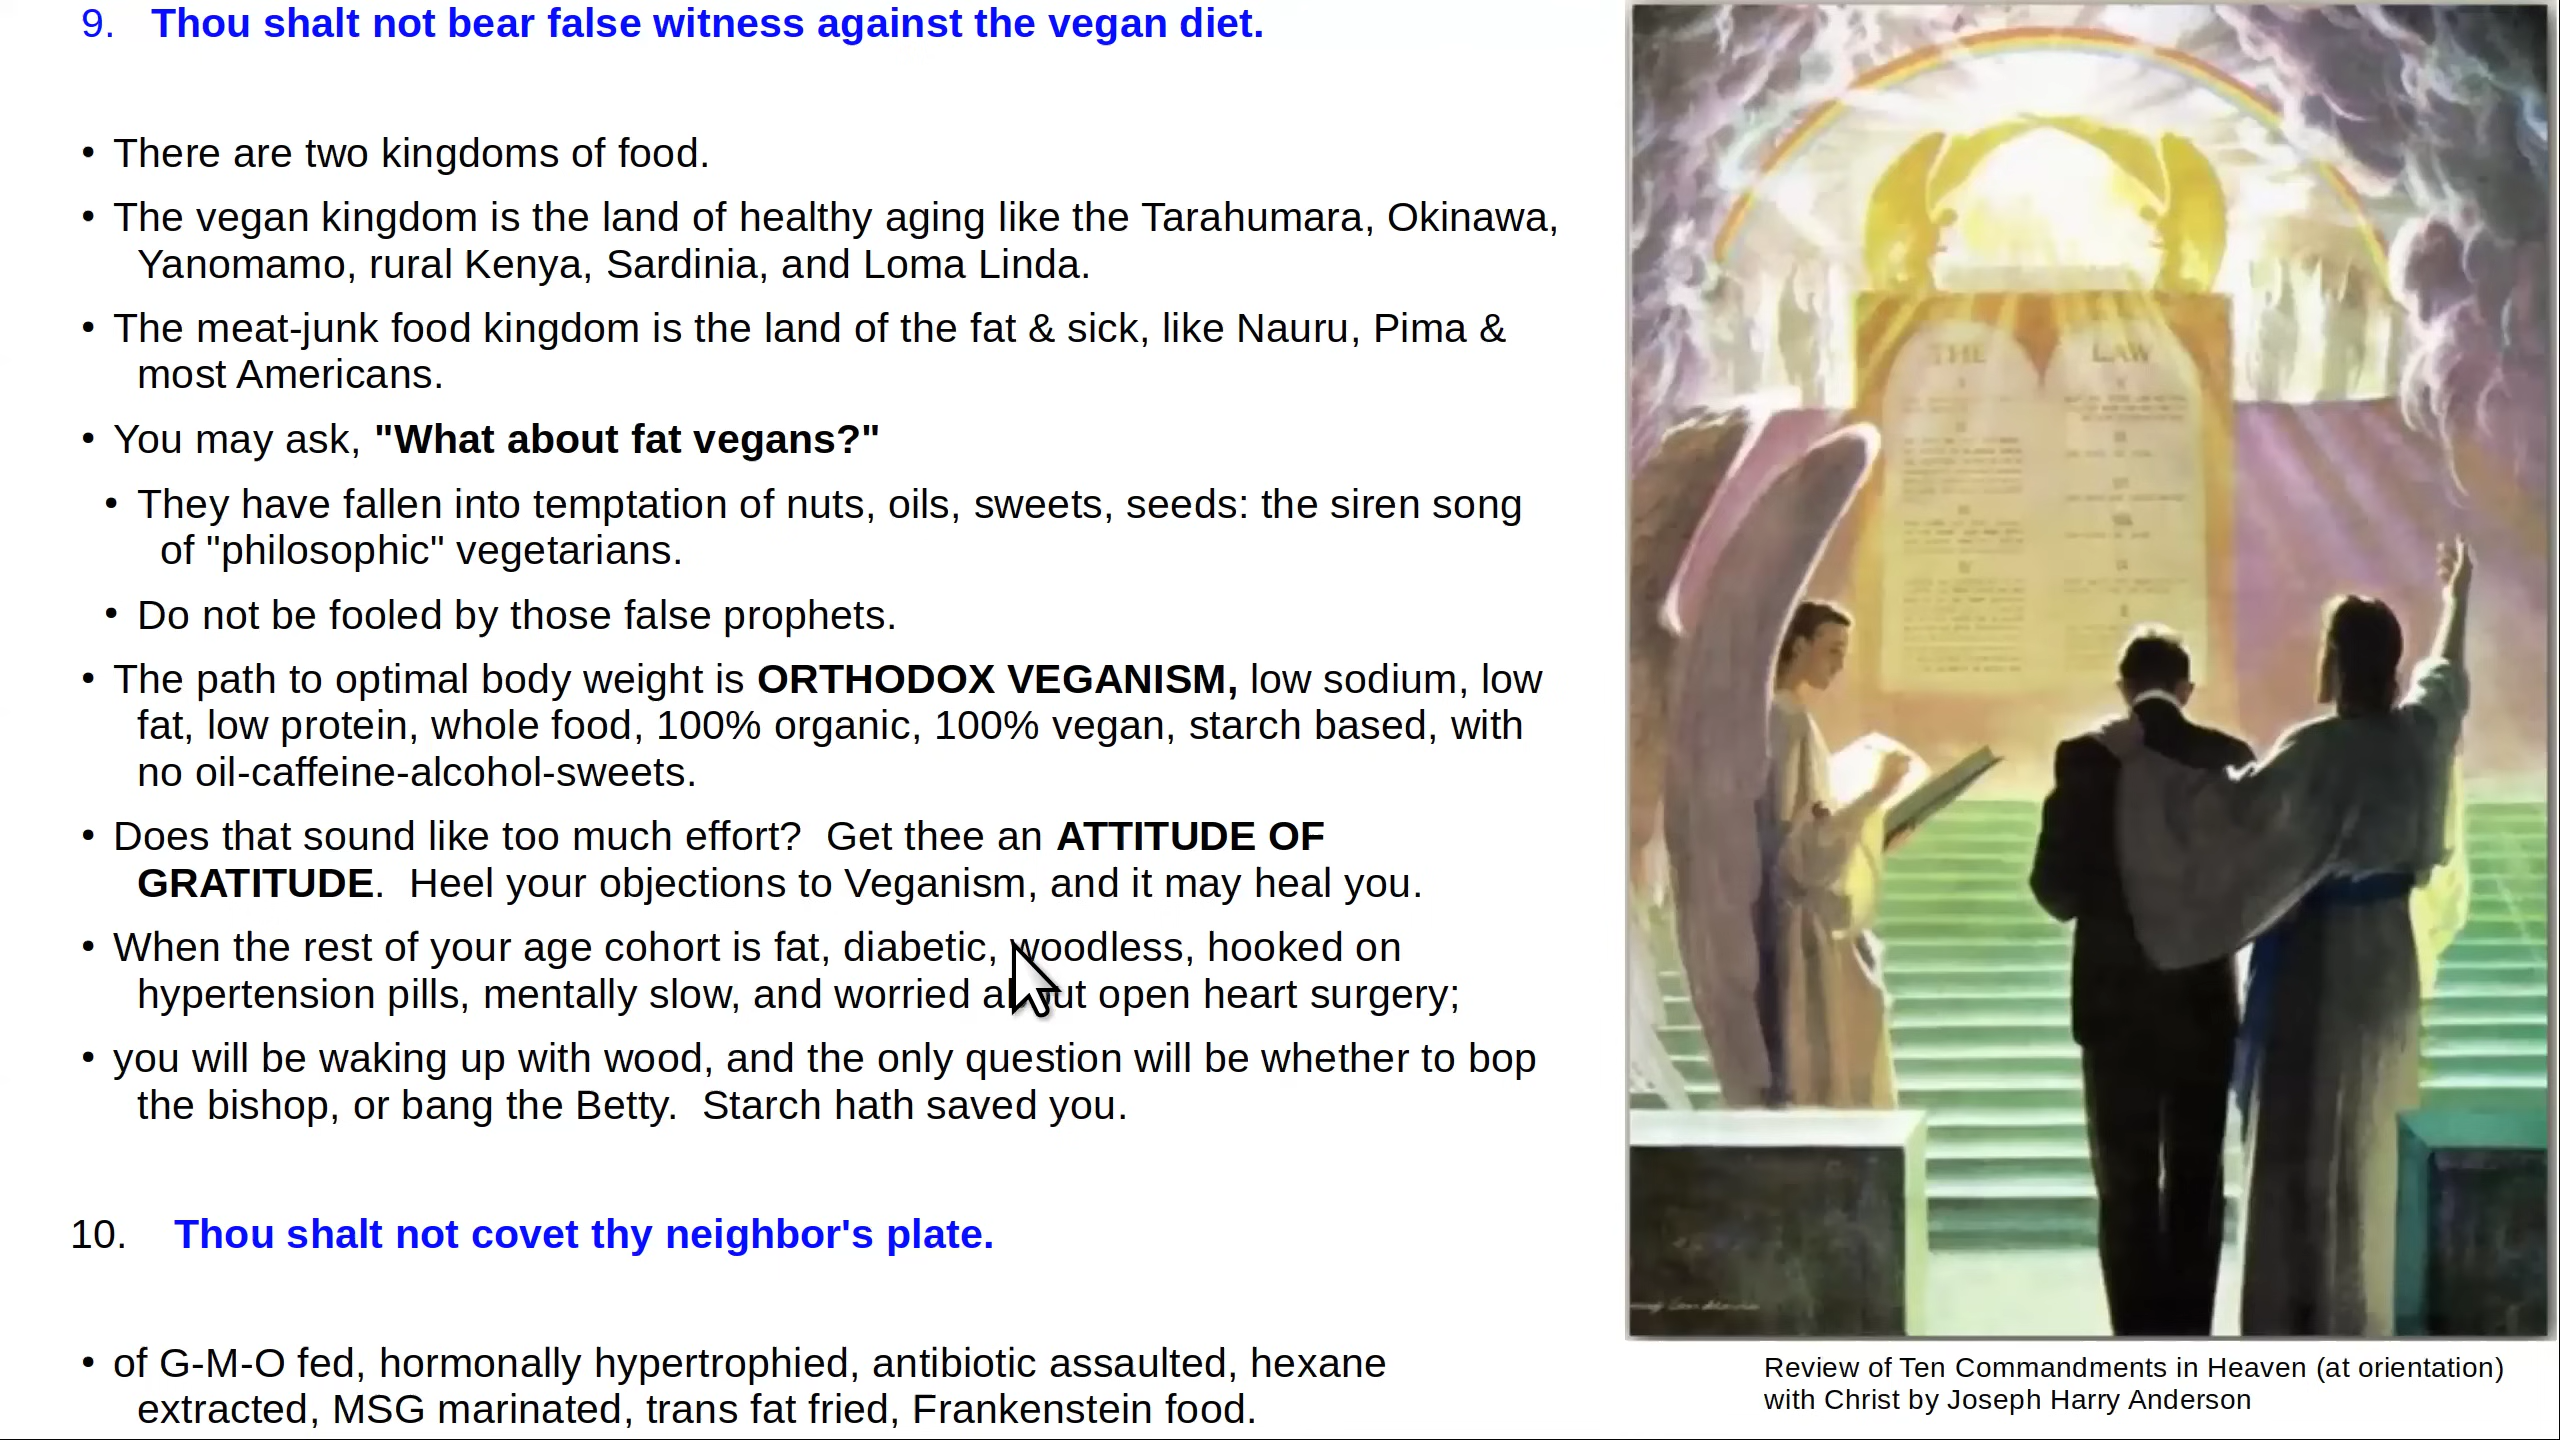 9. Thou shalt not bear false witness against the vegan diet.
• There are two kingdoms of food.
• The vegan kingdom is the land of healthy aging like the Tarahumara, Okinawa,
Yanomamo, rural Kenya, Sardinia, and Loma Linda.
• The meat-junk food kingdom is the land of the fat & sick, like Nauru, Pima &
most Americans.
• You may ask, "What about fat vegans?"
• They have fallen into temptation of nuts, oils, sweets, seeds: the siren song
of "philosophic" vegetarians.
• Do not be fooled by those false prophets.
• The path to optimal body weight is ORTHODOX VEGANISM, low sodium, low
fat, low protein, whole food, 100% organic, 100% vegan, starch based, with
no oil-caffeine-alcohol-sweets.
• Does that sound like too much effort?  Get thee an ATTITUDE OF
GRATITUDE.  Heel your objections to Veganism, and it may heal you.
• When the rest of your age cohort is fat, diabetic, woodless, hooked on
hypertension pills, mentally slow, and worried about open heart surgery;
• you will be waking up with wood, and the only question will be whether to bop
the bishop, or bang the Betty.  Starch hath saved you.
10. Thou shalt not covet thy neighbor's plate.
• of G-M-O fed, hormonally hypertrophied, antibiotic assaulted, hexane
extracted, MSG marinated, trans fat fried, Frankenstein food.
THE LAW
Review of Ten Commandments in Heaven (at orientation)
with Christ by Joseph Harry Anderson